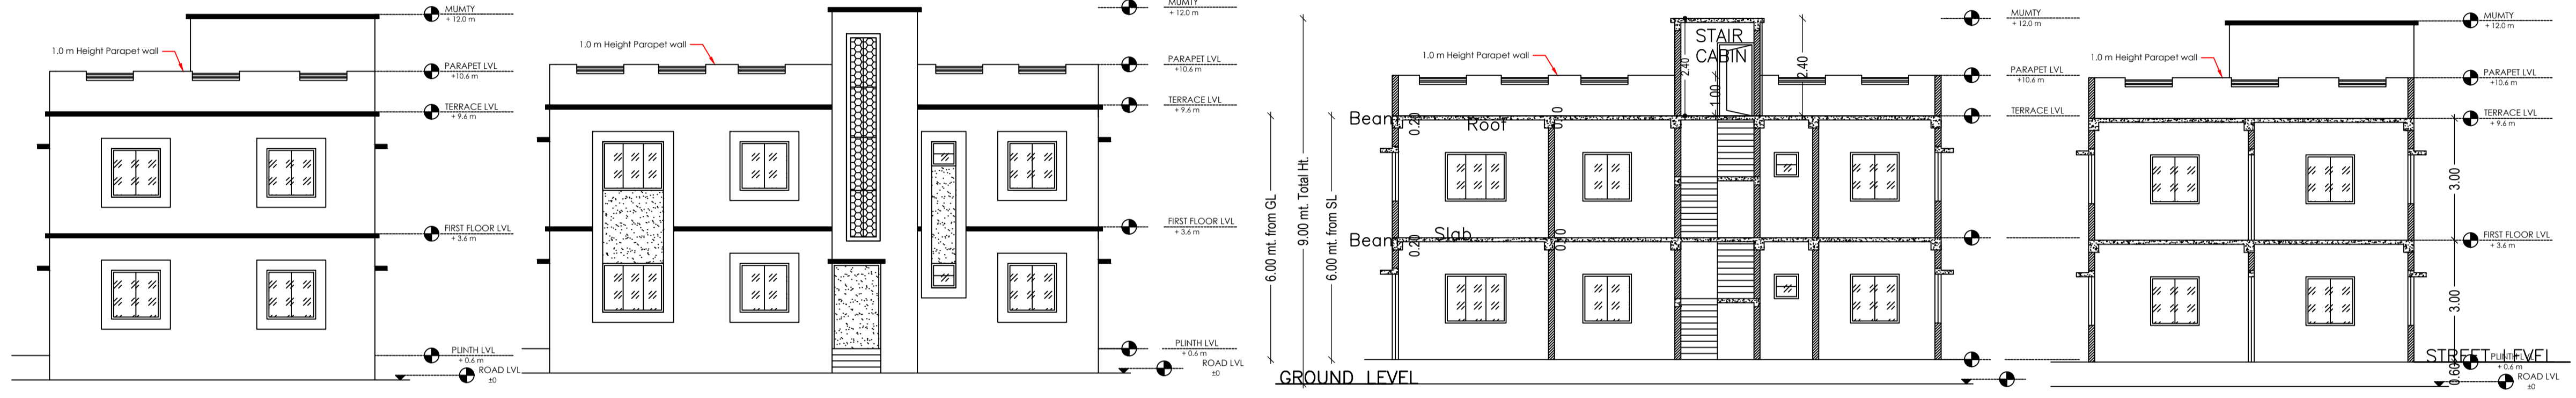 MUMTY
+ 12.0 m
1.0 m Height Parapet wall
PARAPET LVL
+10.6 m
TERRACE LVL
+ 9.6 m
FIRST FLOOR LVL
+ 3.6 m
PLINTH LVL
+ 0.6 m
ROAD LVL
±0
MUMTY
+ 12.0 m
1.0 m Height Parapet wall
PARAPET LVL
+10.6 m
TERRACE LVL
+ 9.6 m
FIRST FLOOR LVL
+ 3.6 m
PLINTH LVL
+ 0.6 m
ROAD LVL
±0
6.00 mt. from GL
9.00 mt. Total Ht.
6.00 mt. from SL
GROUND LEVEL
1.0 m Height Parapet wall
STAIR
CABIN
2.40
1.00
2.40
Beam
0.20
Roof
Beam
0.20
Slab
MUMTY
+ 12.0 m
PARAPET LVL
+10.6 m
TERRACE LVL
1.0 m Height Parapet wall
MUMTY
+ 12.0 m
PARAPET LVL
+10.6 m
TERRACE LVL
+ 9.6 m
3.00
FIRST FLOOR LVL
+ 3.6 m
3.00
STREET LEVEL
PLINTH LVL
+ 0.6 m
0.60
ROAD LVL
±0